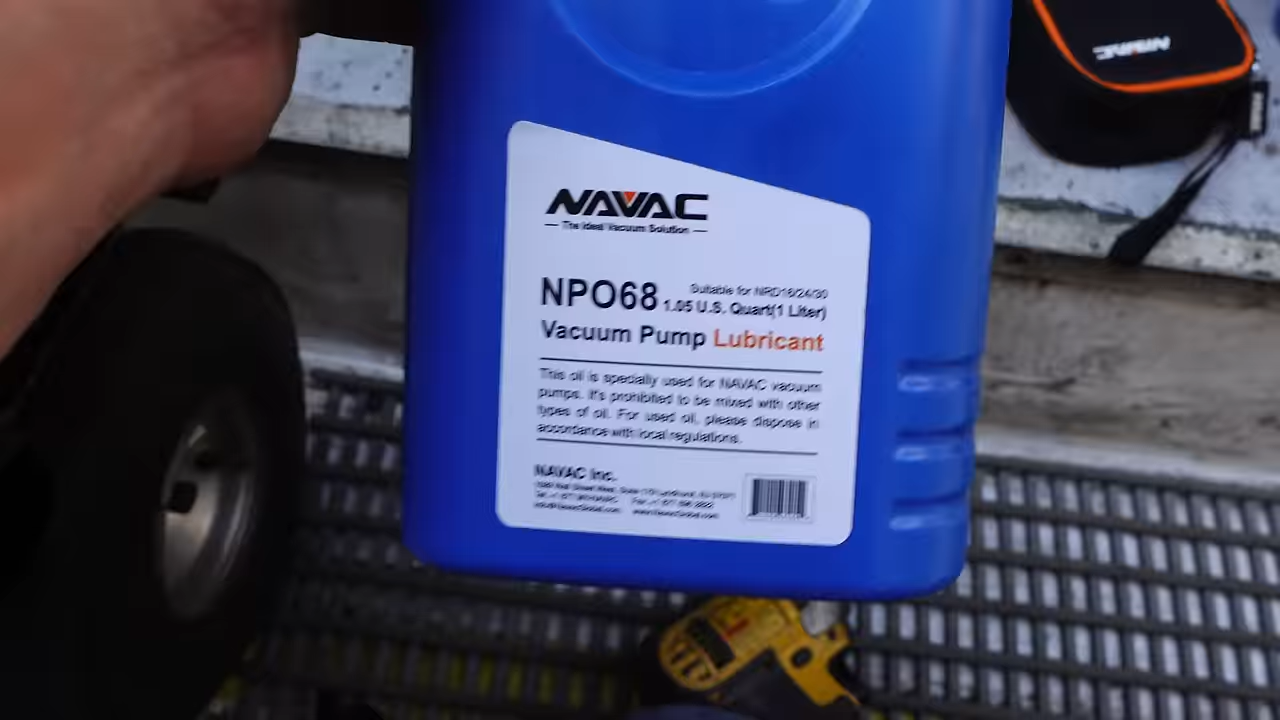 NAVAC
The Ideal Vacuum Solution
NPO68
Suitable for NRD16/24/30
1.05 U.S. Quart(1 Liter)
Vacuum Pump Lubricant
This oil is specially used for NAVAC vacuum
pumps. It's prohibited to be mixed with other
types of oil. For used oil, please dispose in
accordance with local regulations.
NAVAC Inc.